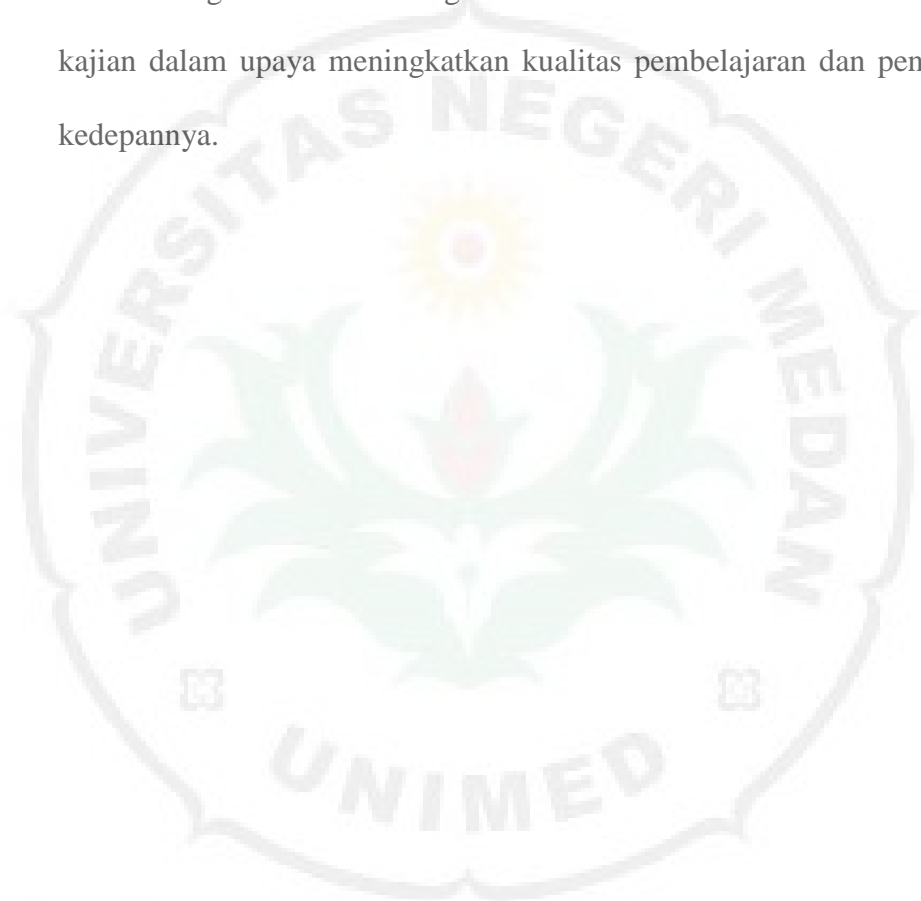 kajian dalam upaya meningkatkan kualitas pembelajaran dan pen
kedepannya.
UNIVERSITAS NEGERI MEDAN
UNIMED